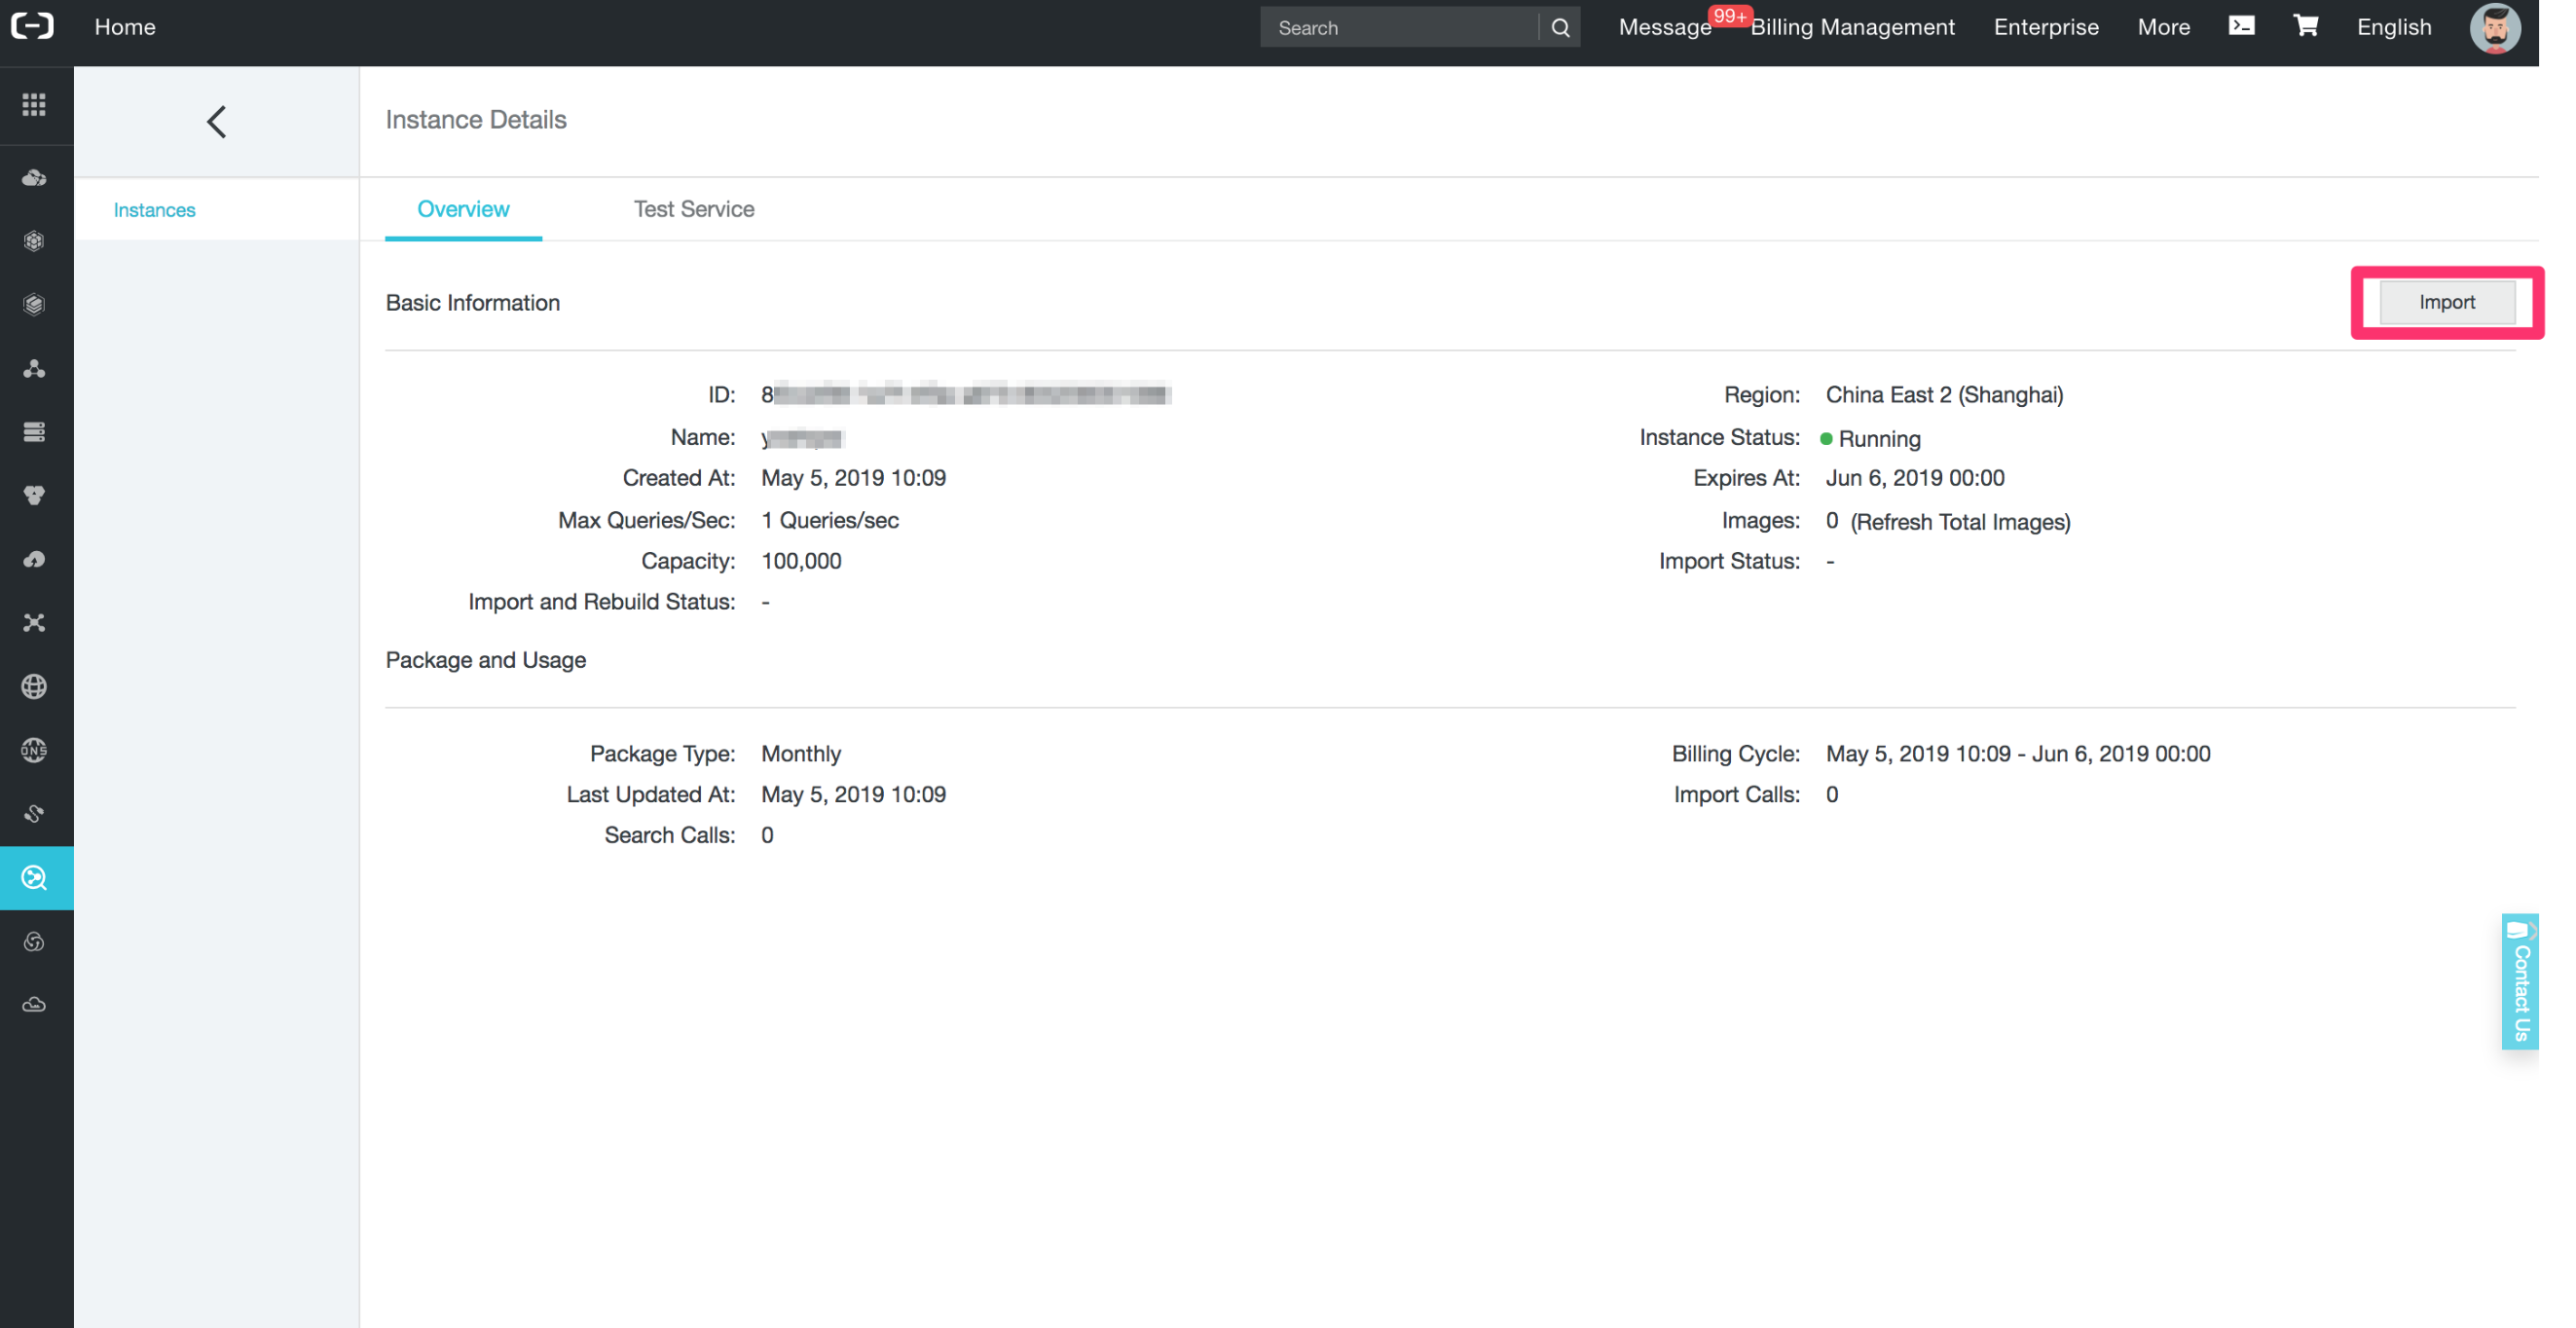 Home
Search
Message 99+ Billing Management Enterprise More English
Instance Details
Instances
Overview Test Service
Basic Information Import
ID: 8 Region: China East 2 (Shanghai)
Name: Instance Status: Running
Created At: May 5, 2019 10:09 Expires At: Jun 6, 2019 00:00
Max Queries/Sec: 1 Queries/sec Images: 0 (Refresh Total Images)
Capacity: 100,000 Import Status: -
Import and Rebuild Status: -
Package and Usage
Package Type: Monthly Billing Cycle: May 5, 2019 10:09 - Jun 6, 2019 00:00
Last Updated At: May 5, 2019 10:09 Import Calls: 0
Search Calls: 0
DNS
Contact Us